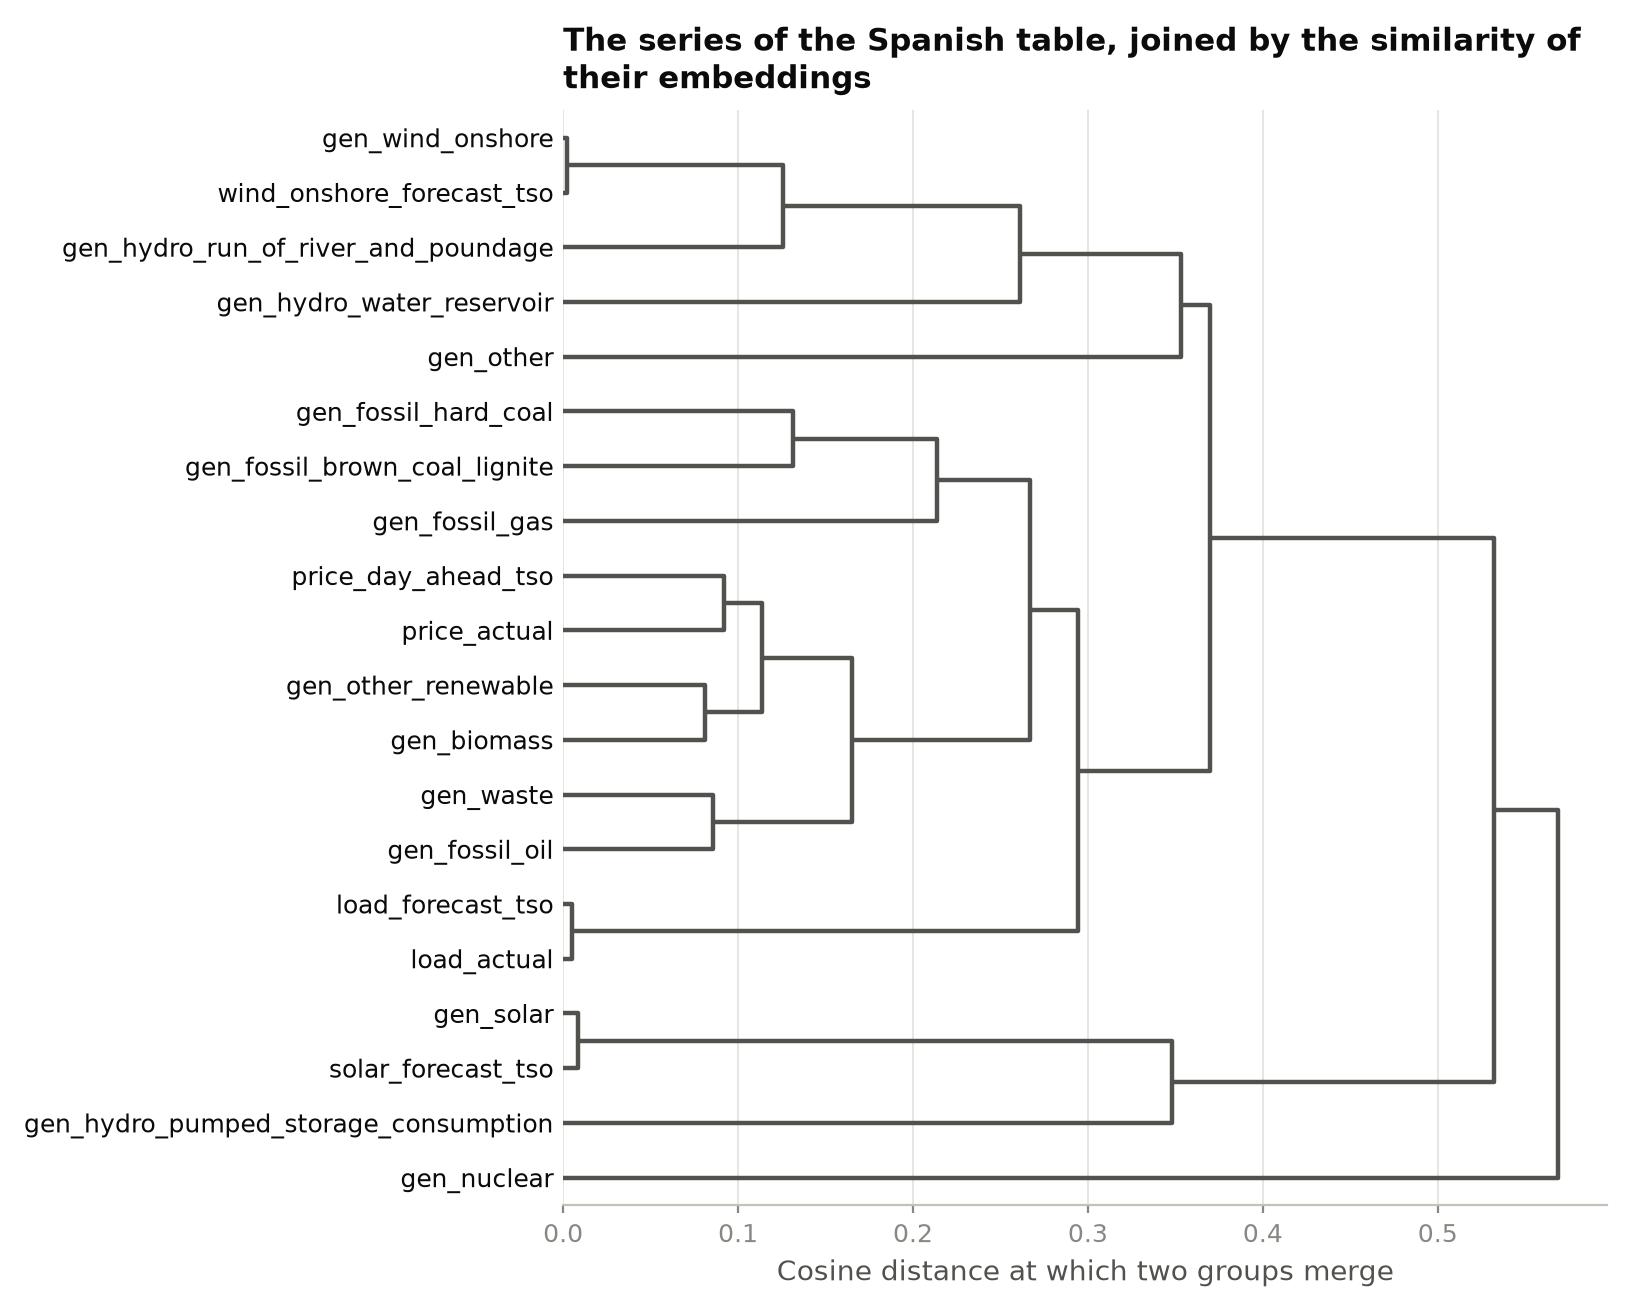 The series of the Spanish table, joined by the similarity of
their embeddings
gen_wind_onshore
wind_onshore_forecast_tso
gen_hydro_run_of_river_and_poundage
gen_hydro_water_reservoir
gen_other
gen_fossil_hard_coal
gen_fossil_brown_coal_lignite
gen_fossil_gas
price_day_ahead_tso
price_actual
gen_other_renewable
gen_biomass
gen_waste
gen_fossil_oil
load_forecast_tso
load_actual
gen_solar
solar_forecast_tso
gen_hydro_pumped_storage_consumption
gen_nuclear
0.0 0.1 0.2 0.3 0.4 0.5
Cosine distance at which two groups merge